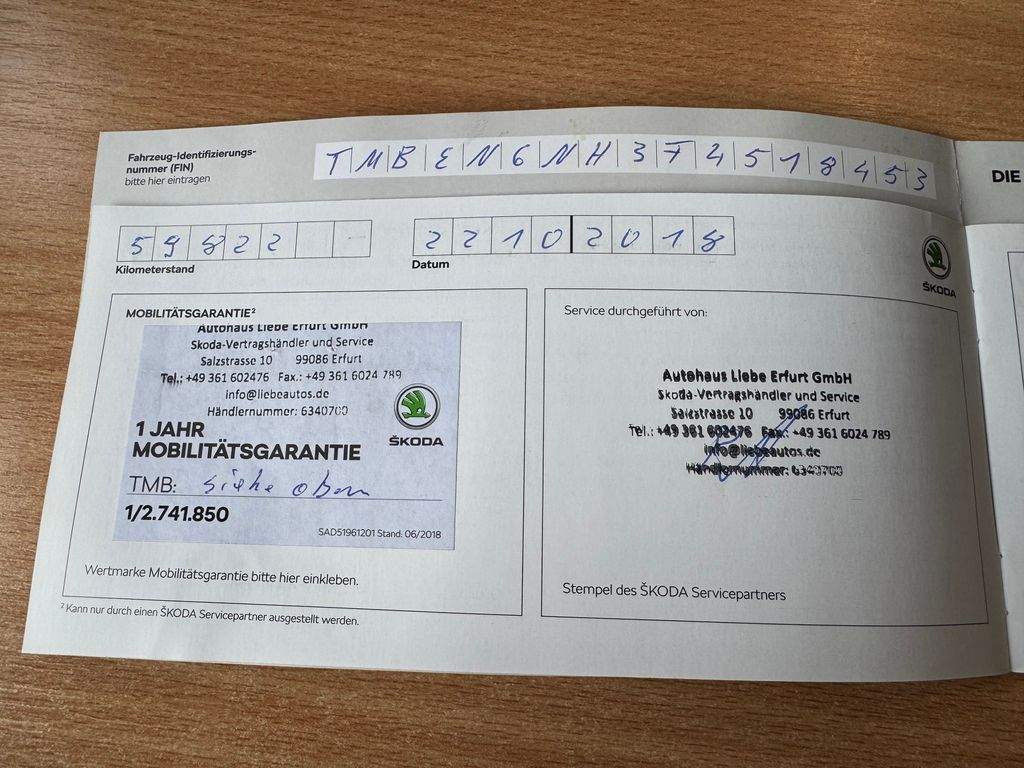 Fahrzeug-Identifizierungs-
nummer (FIN)
bitte hier eintragen
TMBEN6NH374518453
DIE
59822 -
Kilometerstand
22102018
Datum
ŠKODA
MOBILITÄTSGARANTIE²
Autohaus Liebe Erfurt GmbH
Skoda-Vertragshändler und Service
Salzstrasse 10 99086 Erfurt
Tel.: +49 361 602476 Fax.: +49 361 6024 789
info@liebeautos.de
Händlernummer: 6340700
ŠKODA
1 JAHR
MOBILITÄTSGARANTIE
TMB: siehe oben
1/2.741.850
SAD51961201 Stand: 06/2018
Wertmarke Mobilitätsgarantie bitte hier einkleben.
² Kann nur durch einen ŠKODA Servicepartner ausgestellt werden.
Service durchgeführt von:
Autohaus Liebe Erfurt GmbH
Skoda-Vertragshändler und Service
Salzstrasse 10 99086 Erfurt
Tel.: +49 361 602476 Fax.: +49 361 6024 789
info@liebeautos.de
Händlernummer: 6340700
Stempel des ŠKODA Servicepartners